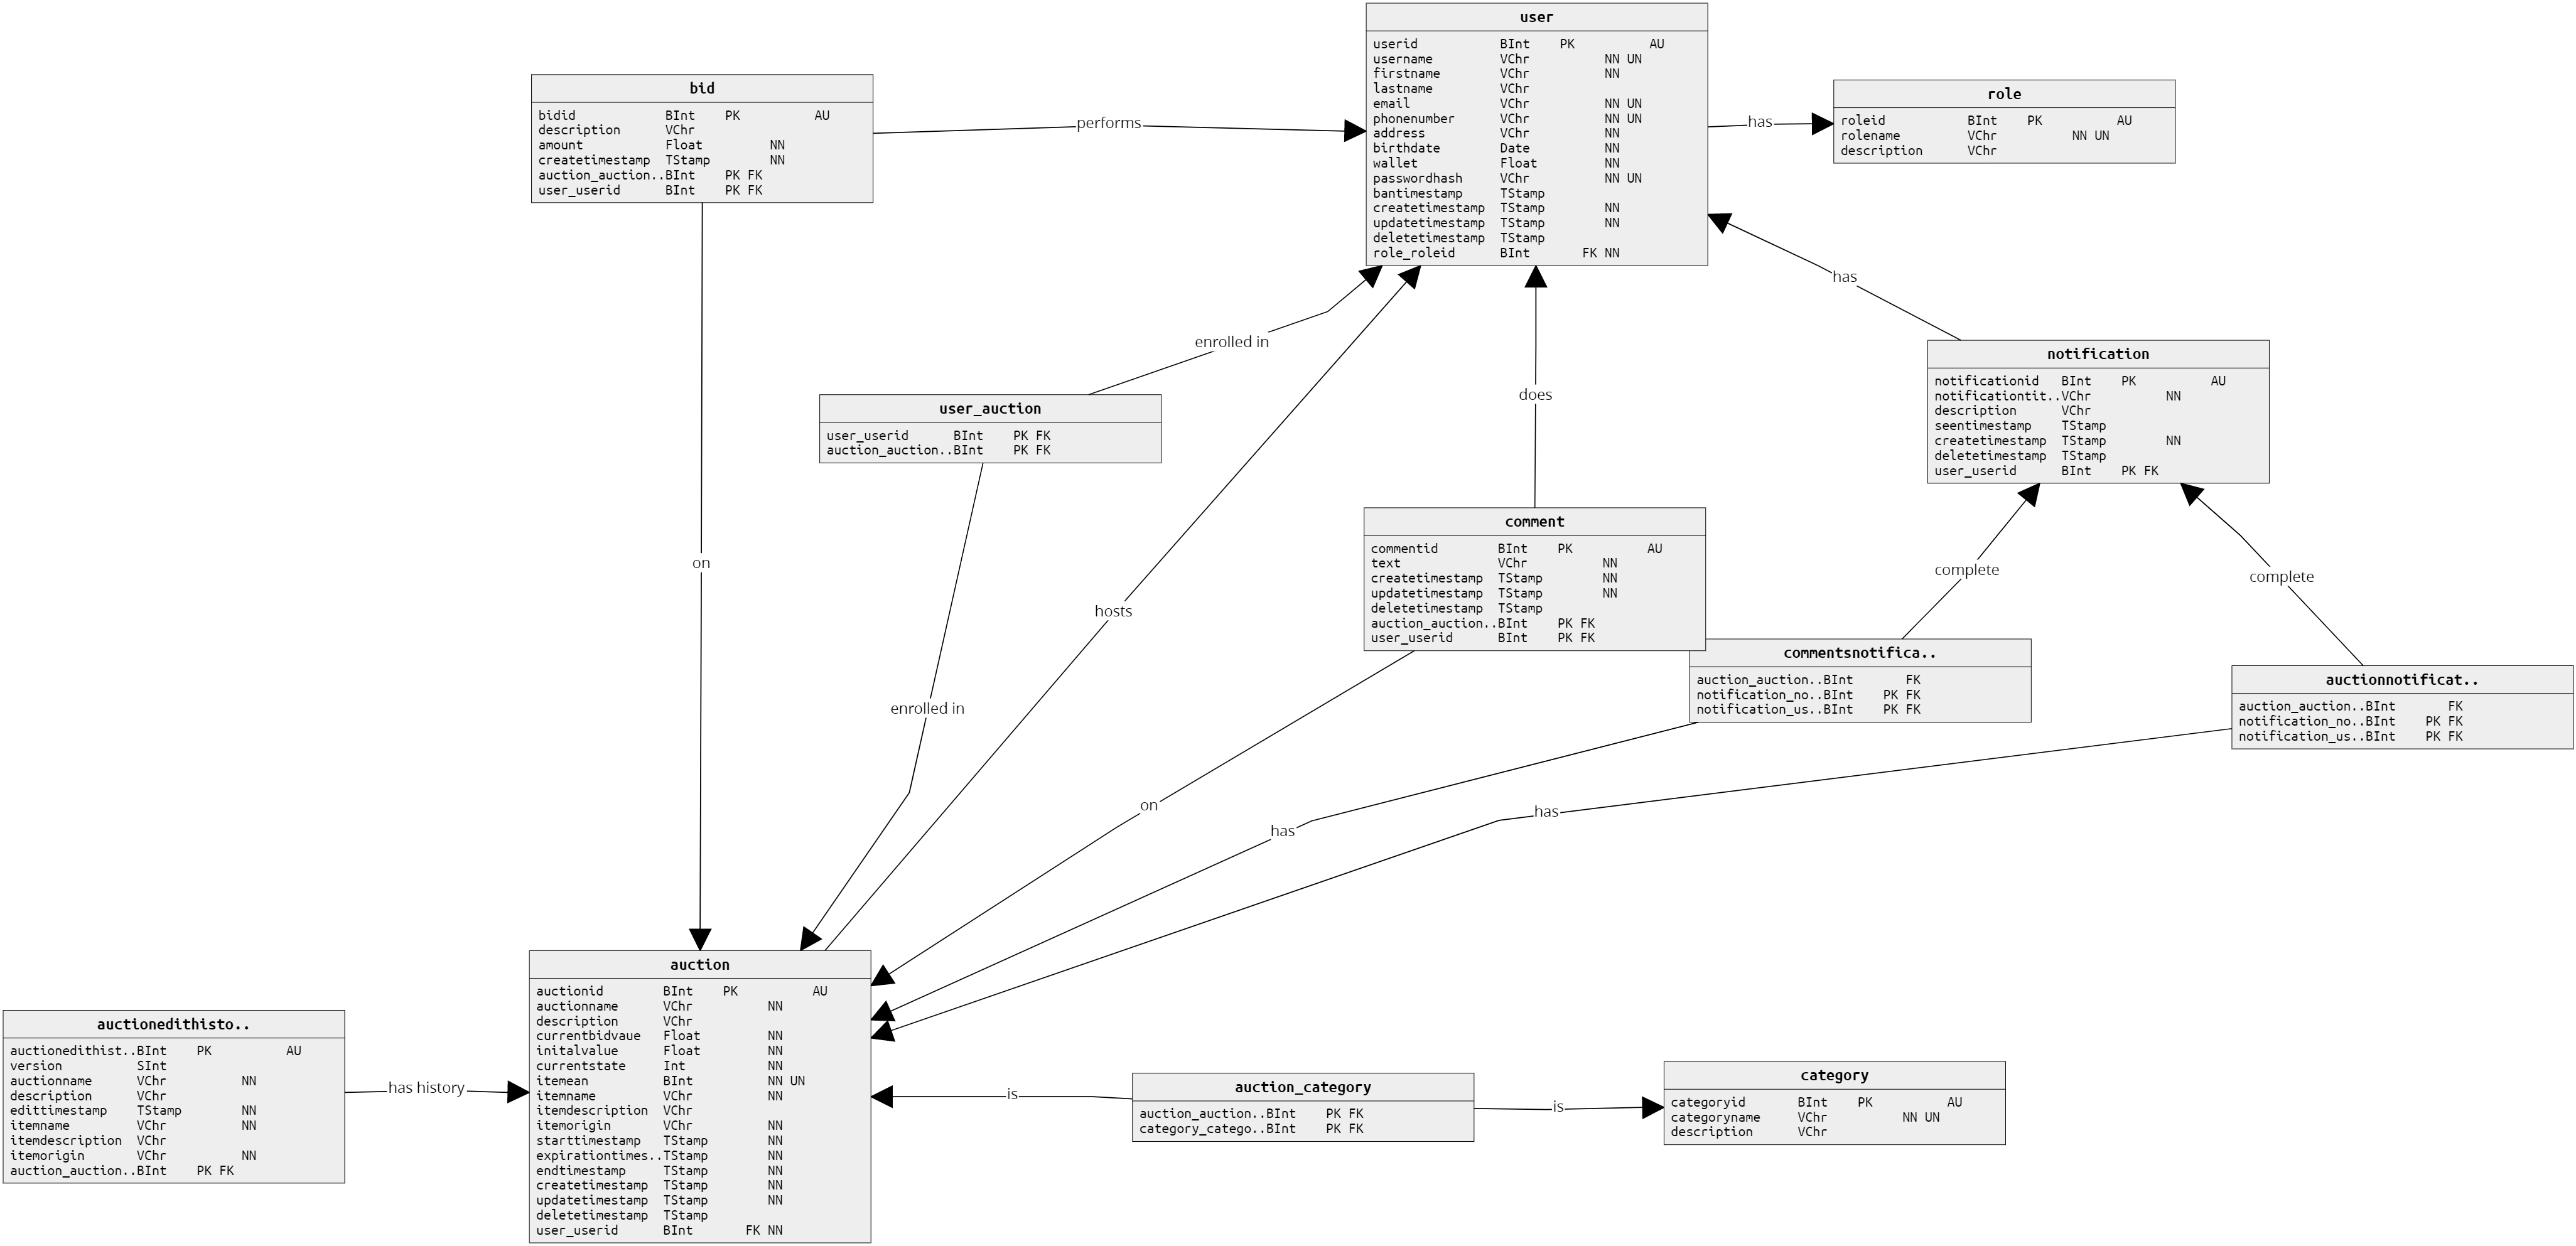 user
userid BInt PK AU
username VChr NN UN
firstname VChr NN
lastname VChr
email VChr NN UN
phonenumber VChr NN UN
address VChr NN
birthdate Date NN
wallet Float NN
passwordhash VChr NN UN
bantimestamp TStamp
createtimestamp TStamp NN
updatetimestamp TStamp NN
deletetimestamp TStamp
role_roleid BInt FK NN
bid
bidid BInt PK AU
description VChr
amount Float NN
createtimestamp TStamp NN
auction_auction..BInt PK FK
user_userid BInt PK FK
performs
has
role
roleid BInt PK AU
rolename VChr NN UN
description VChr
has
enrolled in
does
notification
notificationid BInt PK AU
notificationtit..VChr NN
description VChr
seentimestamp TStamp
createtimestamp TStamp NN
deletetimestamp TStamp
user_userid BInt PK FK
user_auction
user_userid BInt PK FK
auction_auction..BInt PK FK
comment
commentid BInt PK AU
text VChr NN
createtimestamp TStamp NN
updatetimestamp TStamp NN
deletetimestamp TStamp
auction_auction..BInt PK FK
user_userid BInt PK FK
on
hosts
complete
complete
enrolled in
commentsnotifica..
auction_auction..BInt FK
notification_no..BInt PK FK
notification_us..BInt PK FK
auctionnotificat..
auction_auction..BInt FK
notification_no..BInt PK FK
notification_us..BInt PK FK
on
has
has
auction
auctionid BInt PK AU
auctionname VChr NN
description VChr
currentbidvaue Float NN
initalvalue Float NN
currentstate Int NN
itemean BInt NN UN
itemname VChr NN
itemdescription VChr
itemorigin VChr NN
starttimestamp TStamp NN
expirationtimes..TStamp NN
endtimestamp TStamp NN
createtimestamp TStamp NN
updatetimestamp TStamp NN
deletetimestamp TStamp
user_userid BInt FK NN
auctionedithisto..
auctionedithist..BInt PK AU
version SInt
auctionname VChr NN
description VChr
edittimestamp TStamp NN
itemname VChr NN
itemdescription VChr
itemorigin VChr NN
auction_auction..BInt PK FK
has history
is
auction_category
auction_auction..BInt PK FK
category_catego..BInt PK FK
is
category
categoryid BInt PK AU
categoryname VChr NN UN
description VChr